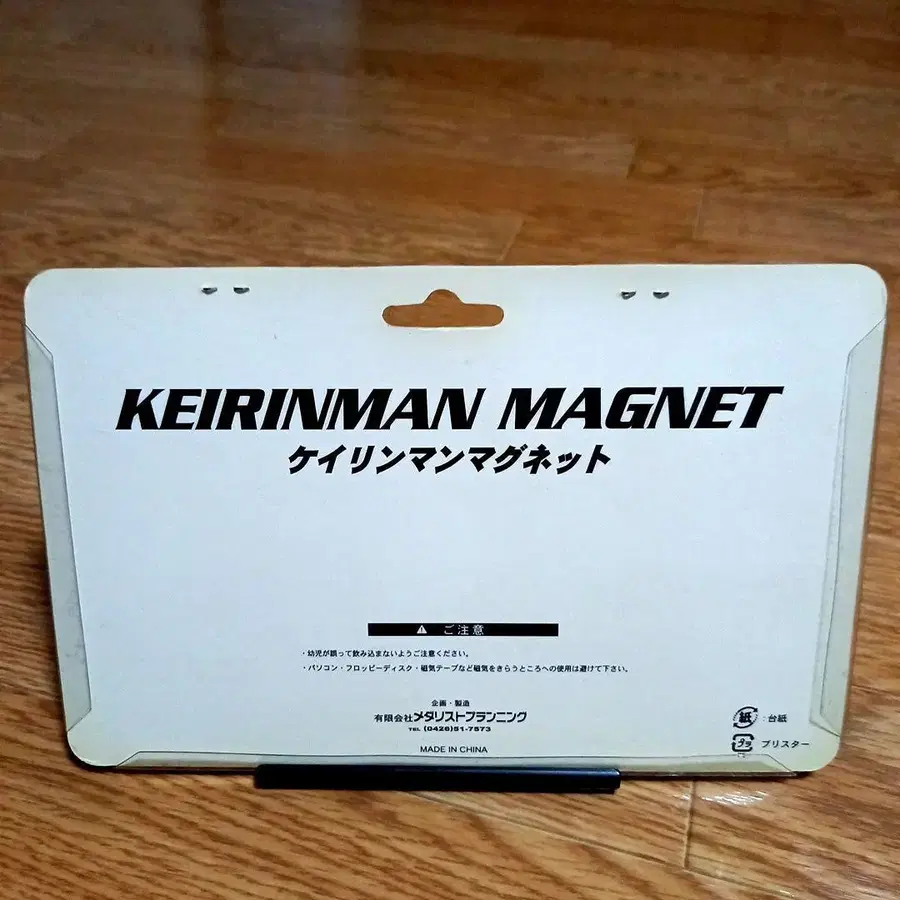 KEIRINMAN MAGNET
ケイリンマンマグネット
ご注意
・幼児が誤って飲み込まないようご注意ください。
・パソコン・フロッピーディスク・磁気テープなど磁気をきらうところへの使用は避けて下さい。
企画・製造
有限会社メダリストプランニング
TEL (0426)51-7573
MADE IN CHINA
紙 : 台紙
プラ ブリスター